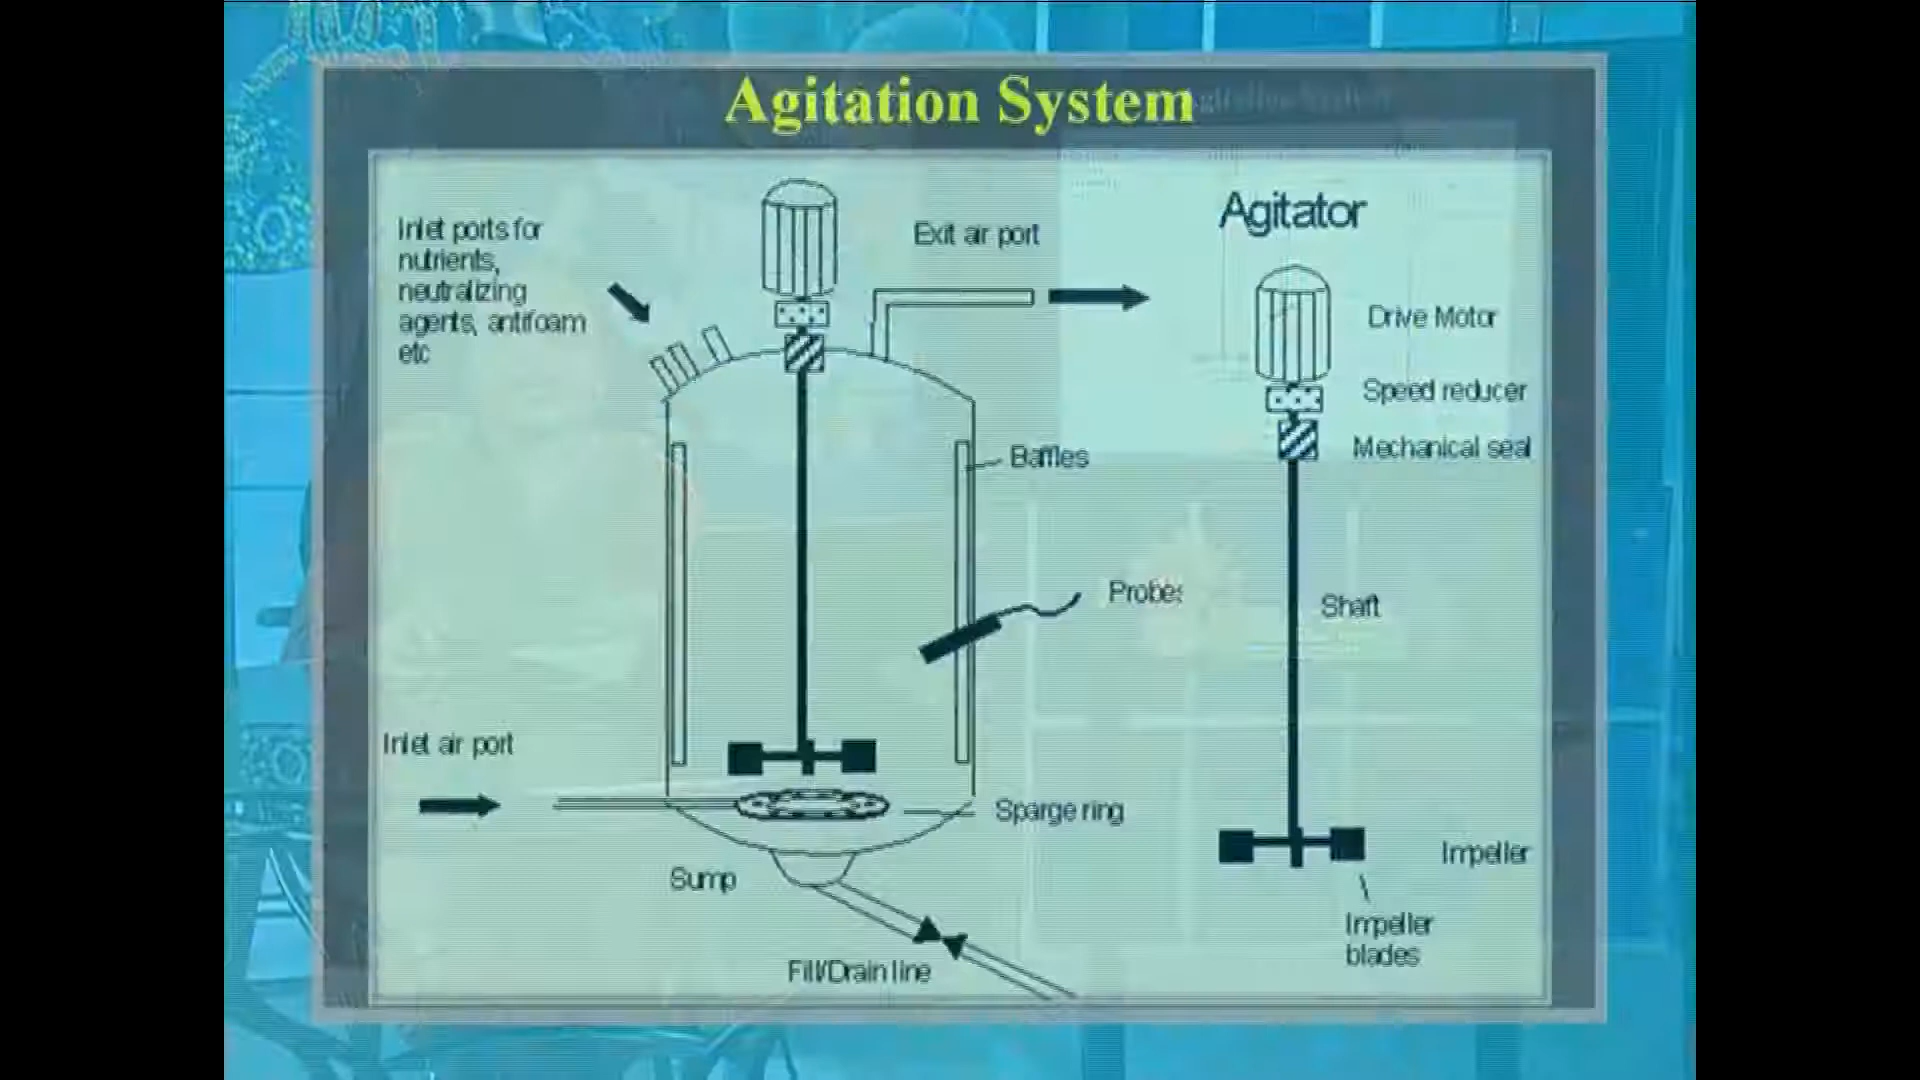 Agitation System
Inlet ports for
nutrients,
neutralizing
agents, antifoam
etc
Exit air port
Agitator
Drive Motor
Speed reducer
Mechanical seal
Baffles
Probes
Shaft
Inlet air port
Sparge ring
Impeller
Sump
Impeller
blades
Fill/Drain line